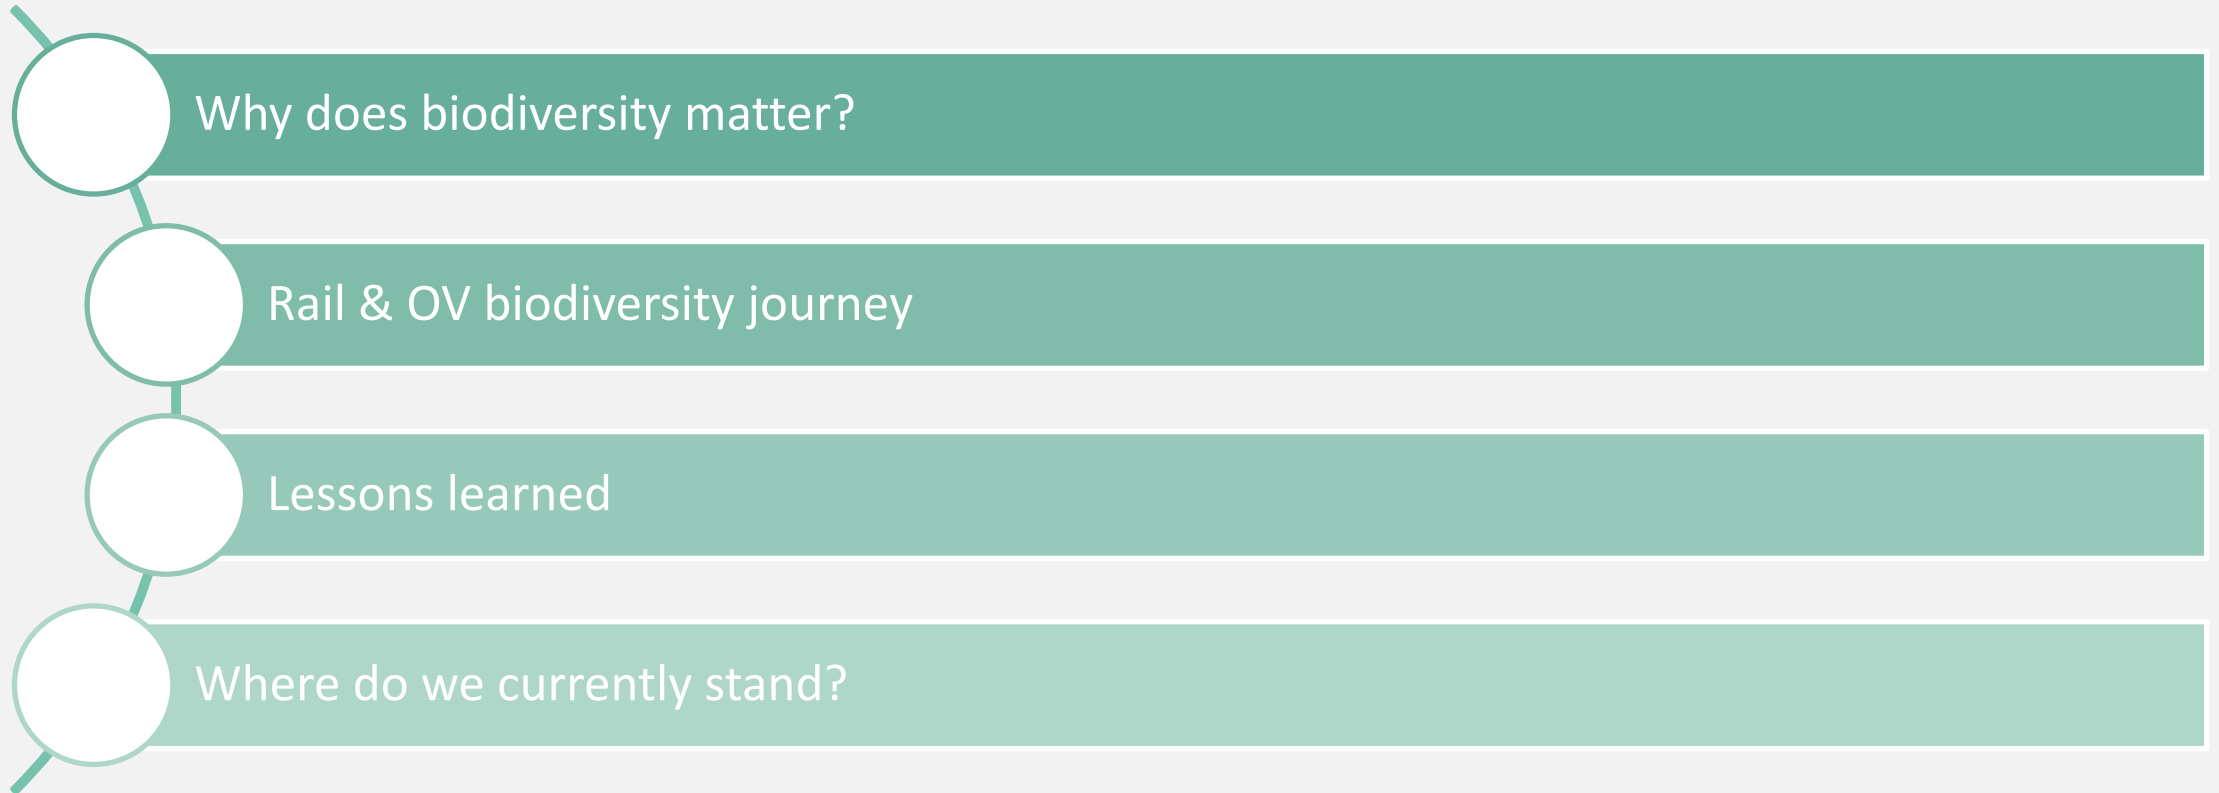 Why does biodiversity matter?
Rail & OV biodiversity journey
Lessons learned
Where do we currently stand?